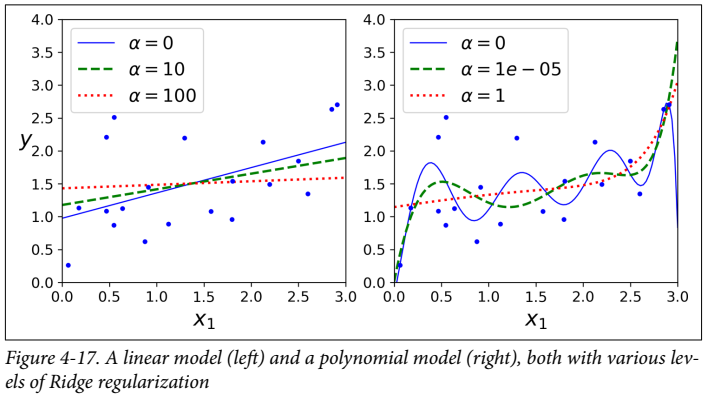 4.0
3.5
3.0
2.5
2.0
1.5
1.0
0.5
0.0
y
α = 0
α = 10
α = 100
0.0 0.5 1.0 1.5 2.0 2.5 3.0
x₁
4.0
3.5
3.0
2.5
2.0
1.5
1.0
0.5
0.0
α = 0
α = 1e − 05
α = 1
0.0 0.5 1.0 1.5 2.0 2.5 3.0
x₁
Figure 4-17. A linear model (left) and a polynomial model (right), both with various lev-
els of Ridge regularization